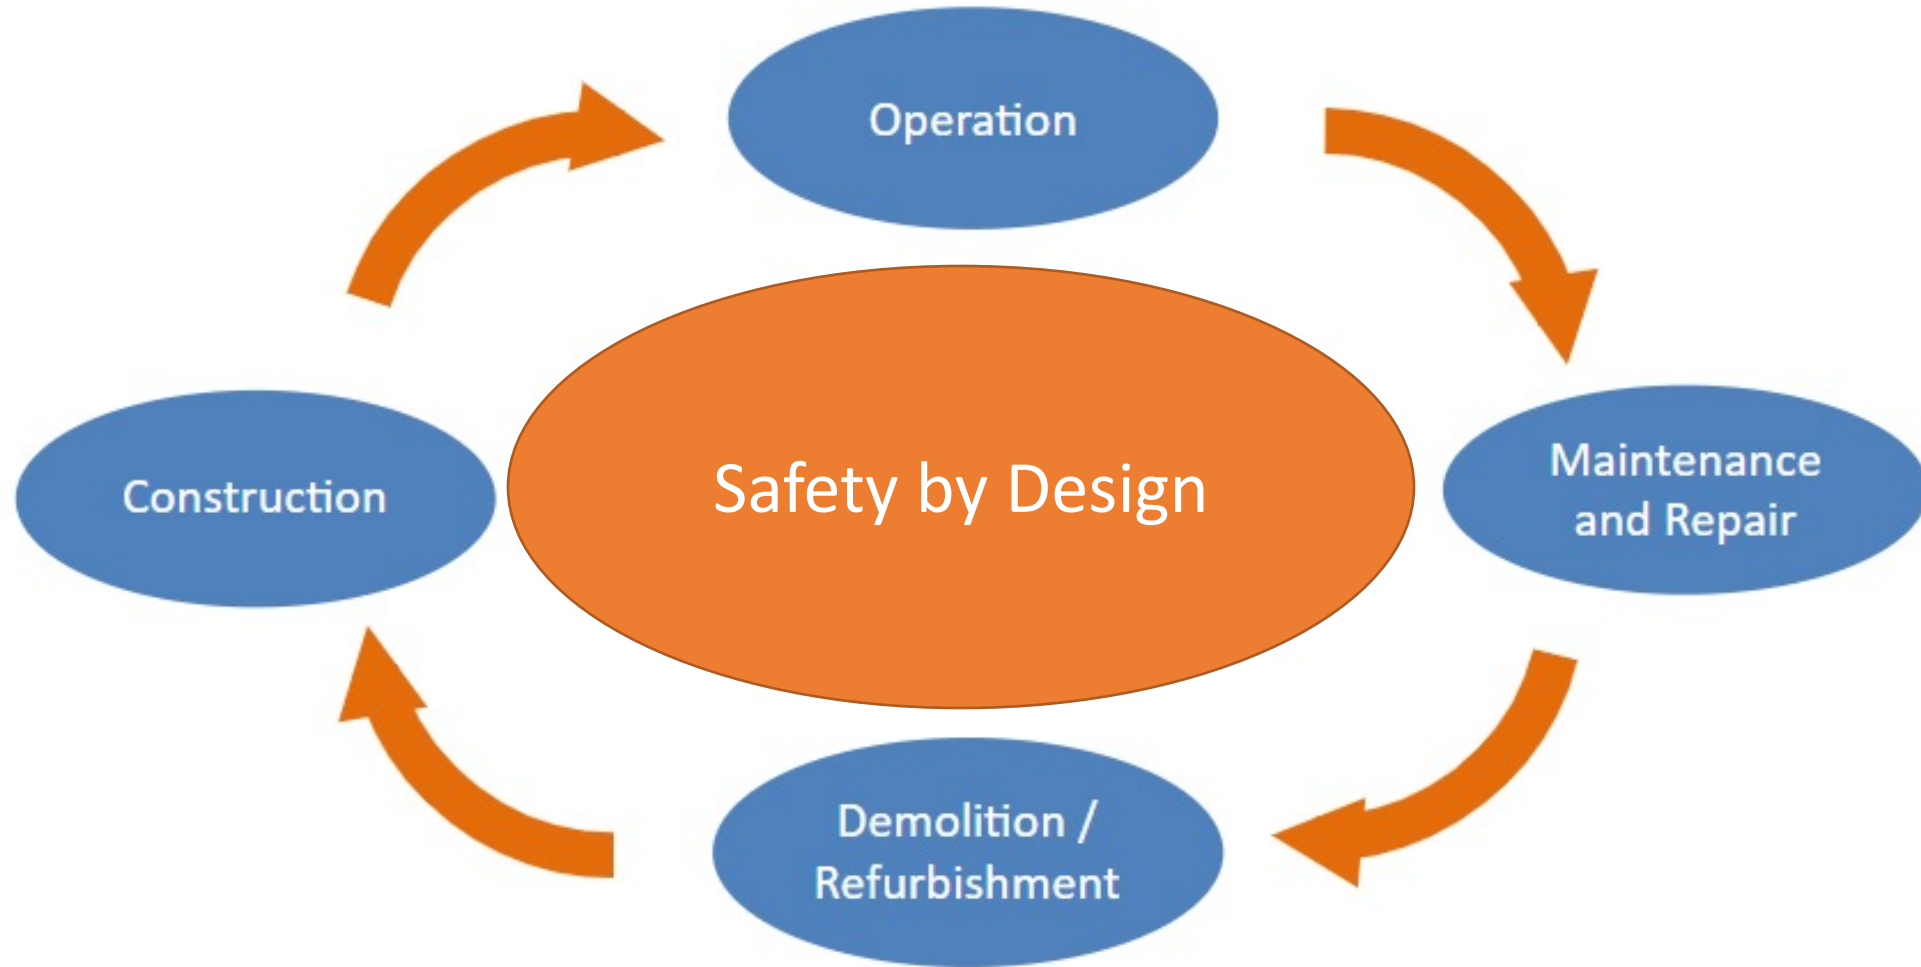 Operation
Construction
Safety by Design
Maintenance
and Repair
Demolition /
Refurbishment